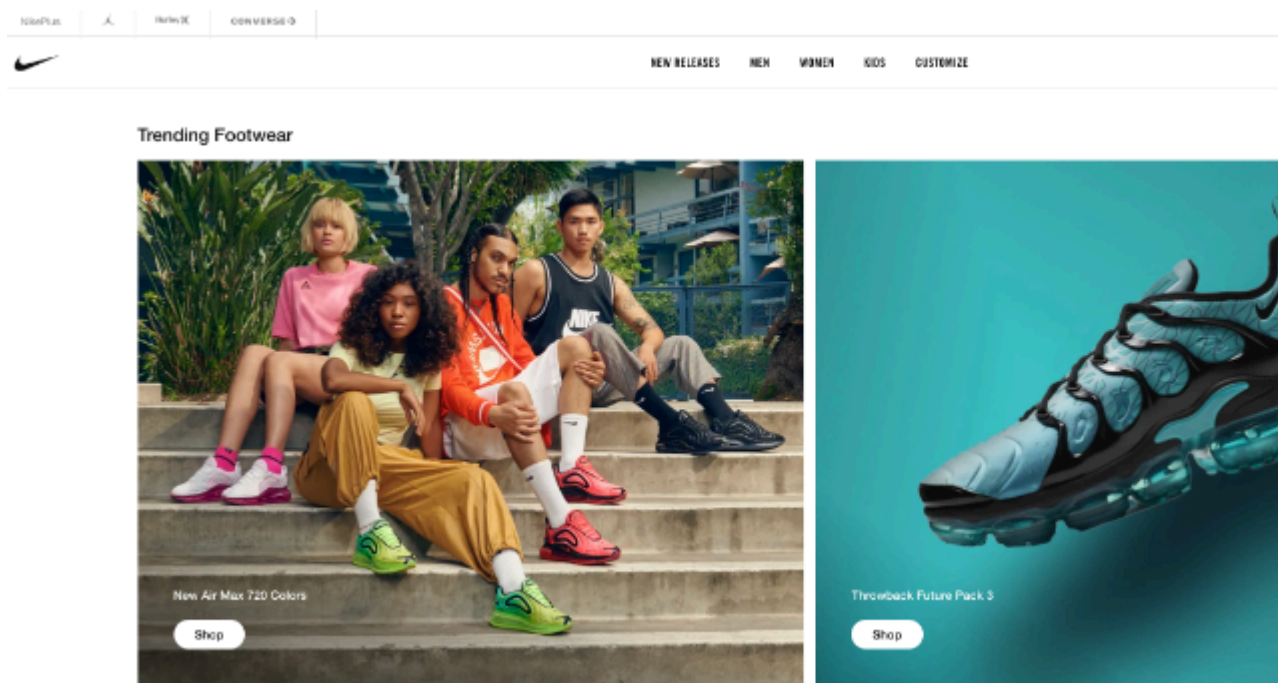 NikePlus
Hurley
CONVERSE
NEW RELEASES MEN WOMEN KIDS CUSTOMIZE
Trending Footwear
NIKE
New Air Max 720 Colors
Shop
Throwback Future Pack 3
Shop